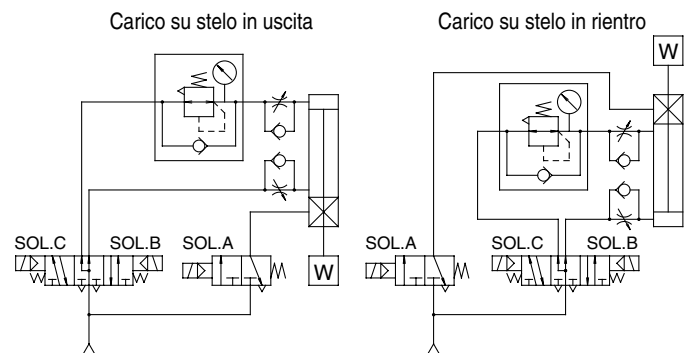 Carico su stelo in uscita
Carico su stelo in rientro
W
SOL.C
SOL.B
SOL.A
W
SOL.A
SOL.C
SOL.B